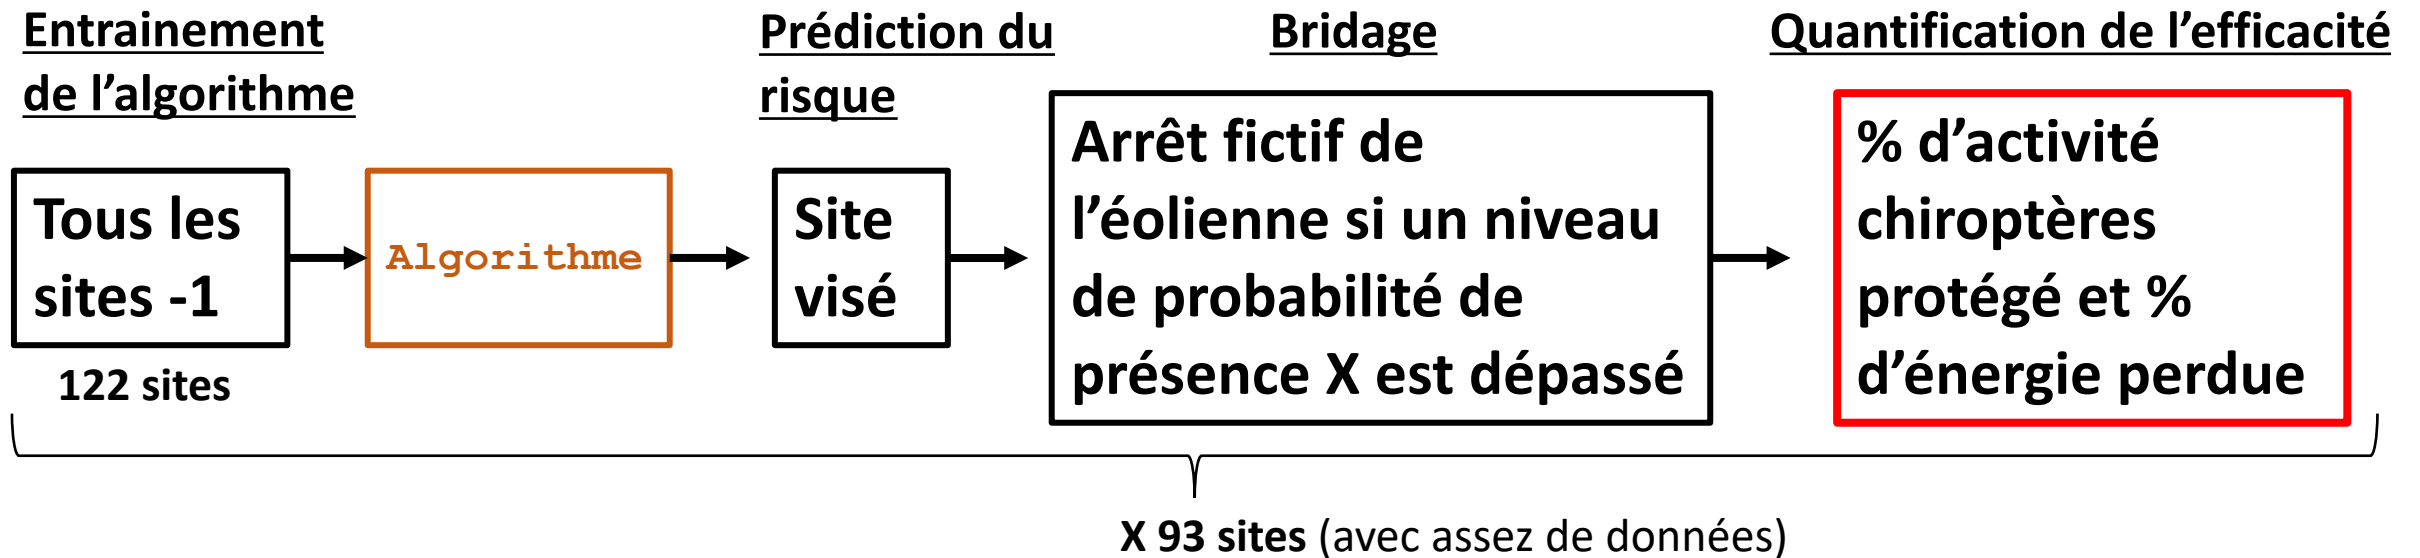 Entrainement
de l’algorithme
Tous les
sites -1
122 sites
Algorithme
Prédiction du
risque
Site
visé
Bridage
Arrêt fictif de
l’éolienne si un niveau
de probabilité de
présence X est dépassé
Quantification de l’efficacité
% d’activité
chiroptères
protégé et %
d’énergie perdue
X 93 sites (avec assez de données)